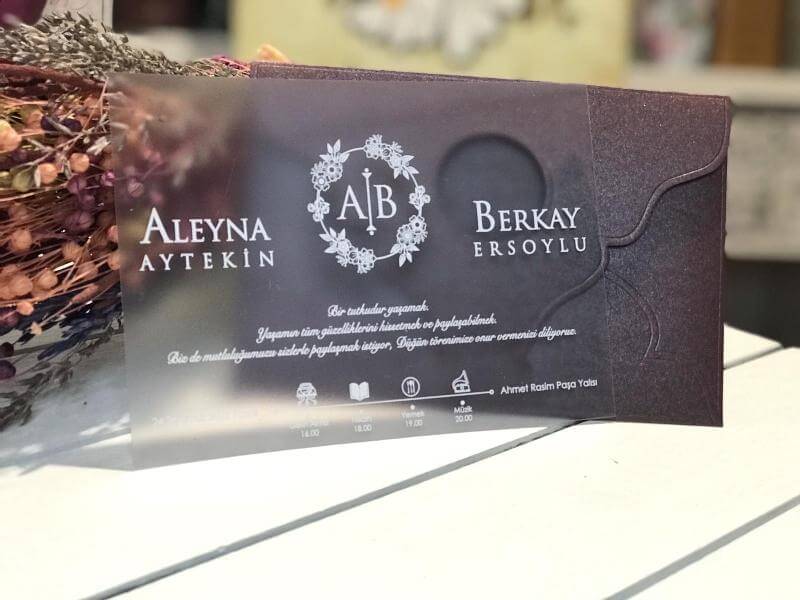 ALEYNA
AYTEKİN
A B
BERKAY
ERSOYLU
Bir tutkudur yaşamak.
Yaşamın tüm güzelliklerini hissetmek ve paylaşabilmek.
Biz de mutluluğumuzu sizlerle paylaşmak istiyor, Düğün törenimize onur vermenizi diliyoruz.
Ahmet Rasim Paşa Yalısı
16.00
Nikah
18.00
Yemek
19.00
Müzik
20.00